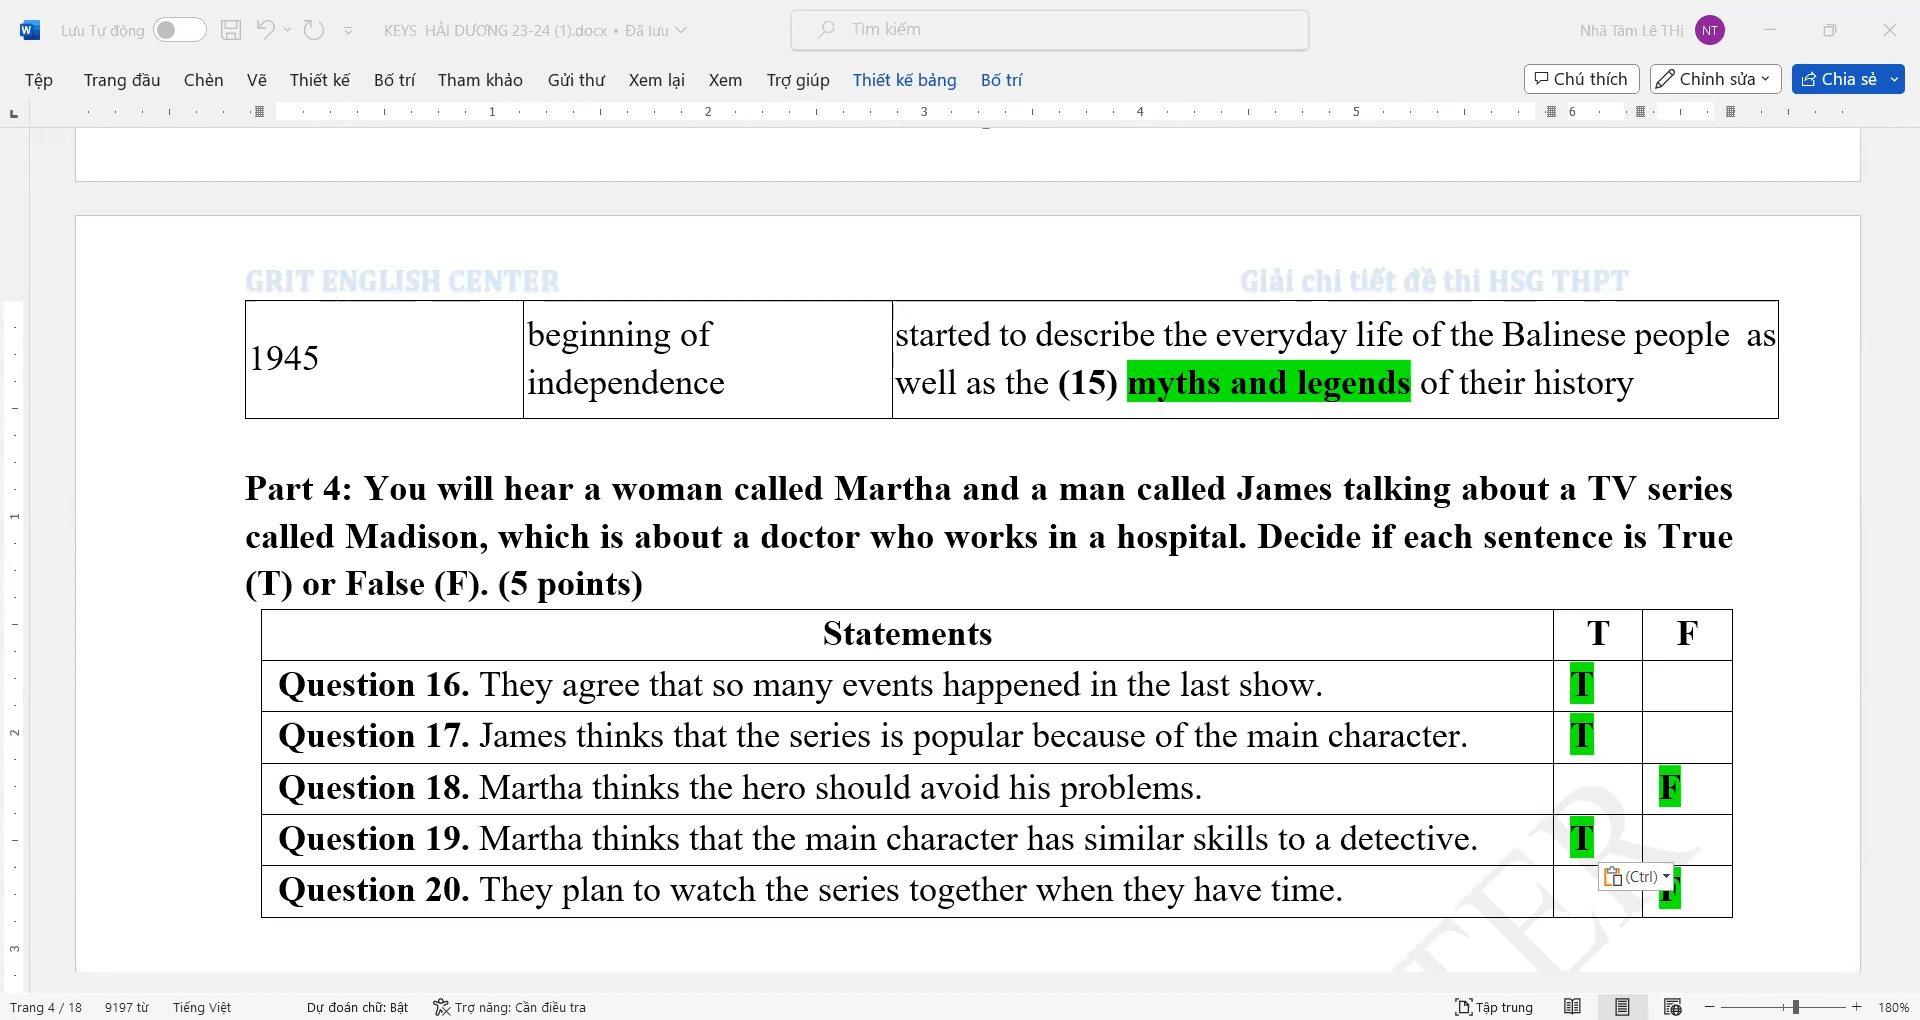 Lưu Tự động
KEYS HẢI DƯƠNG 23-24 (1).docx • Đã lưu
Tìm kiếm
Nhã Tâm Lê THị
NT
Tệp Trang đầu Chèn Vẽ Thiết kế Bố trí Tham khảo Gửi thư Xem lại Xem Trợ giúp Thiết kế bảng Bố trí
Chú thích Chỉnh sửa Chia sẻ
1 2 3 4 5 6
GRIT ENGLISH CENTER Giải chi tiết đề thi HSG THPT
1945
beginning of
independence
started to describe the everyday life of the Balinese people as
well as the (15) myths and legends of their history
Part 4: You will hear a woman called Martha and a man called James talking about a TV series
called Madison, which is about a doctor who works in a hospital. Decide if each sentence is True
(T) or False (F). (5 points)
Statements T F
Question 16. They agree that so many events happened in the last show. T
Question 17. James thinks that the series is popular because of the main character. T
Question 18. Martha thinks the hero should avoid his problems. F
Question 19. Martha thinks that the main character has similar skills to a detective. T
(Ctrl)
Question 20. They plan to watch the series together when they have time. F
TER
1
2
3
Trang 4 / 18 9197 từ Tiếng Việt Dự đoán chữ: Bật Trợ năng: Cần điều tra Tập trung 180%